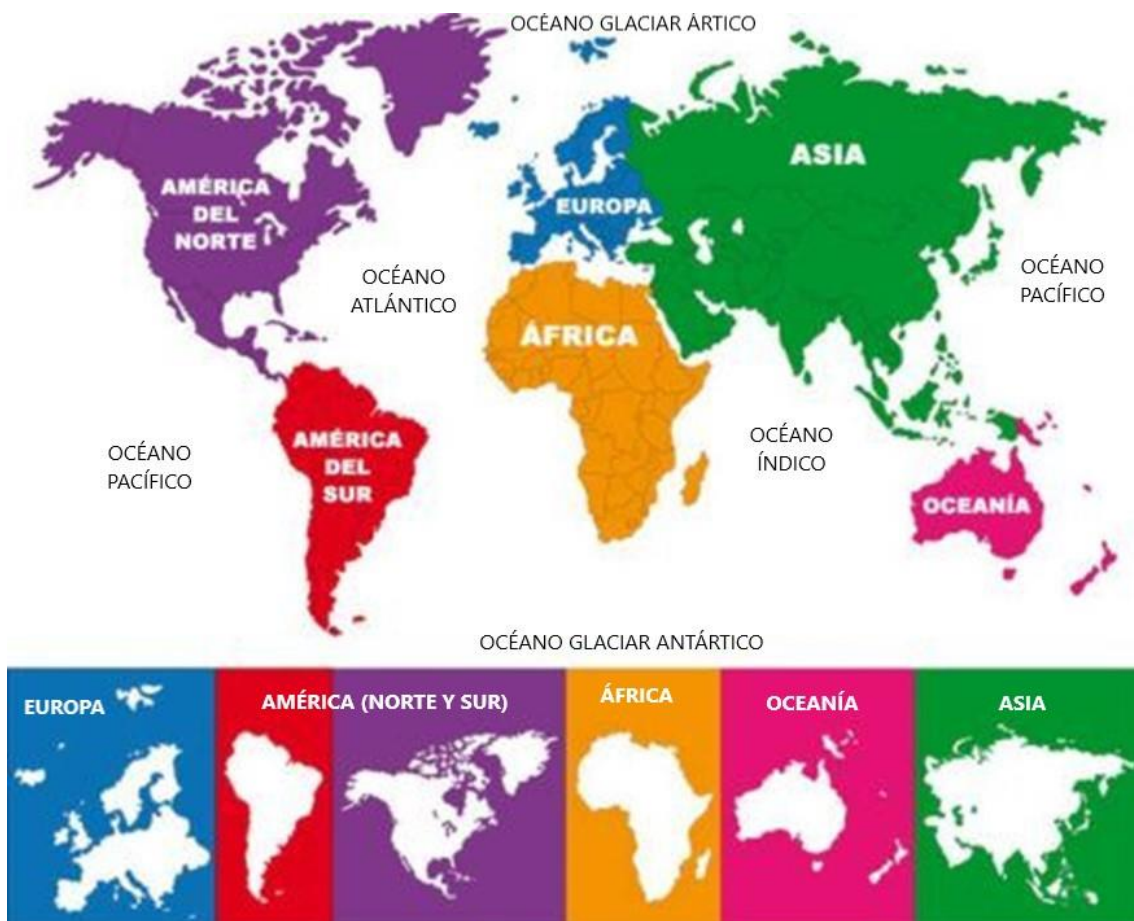 OCÉANO GLACIAR ÁRTICO
ASIA
AMÉRICA
DEL
NORTE
EUROPA
OCÉANO
ATLÁNTICO
OCÉANO
PACÍFICO
ÁFRICA
OCÉANO
PACÍFICO
AMÉRICA
DEL
SUR
OCÉANO
ÍNDICO
OCEANÍA
OCÉANO GLACIAR ANTÁRTICO
EUROPA
AMÉRICA (NORTE Y SUR)
ÁFRICA
OCEANÍA
ASIA